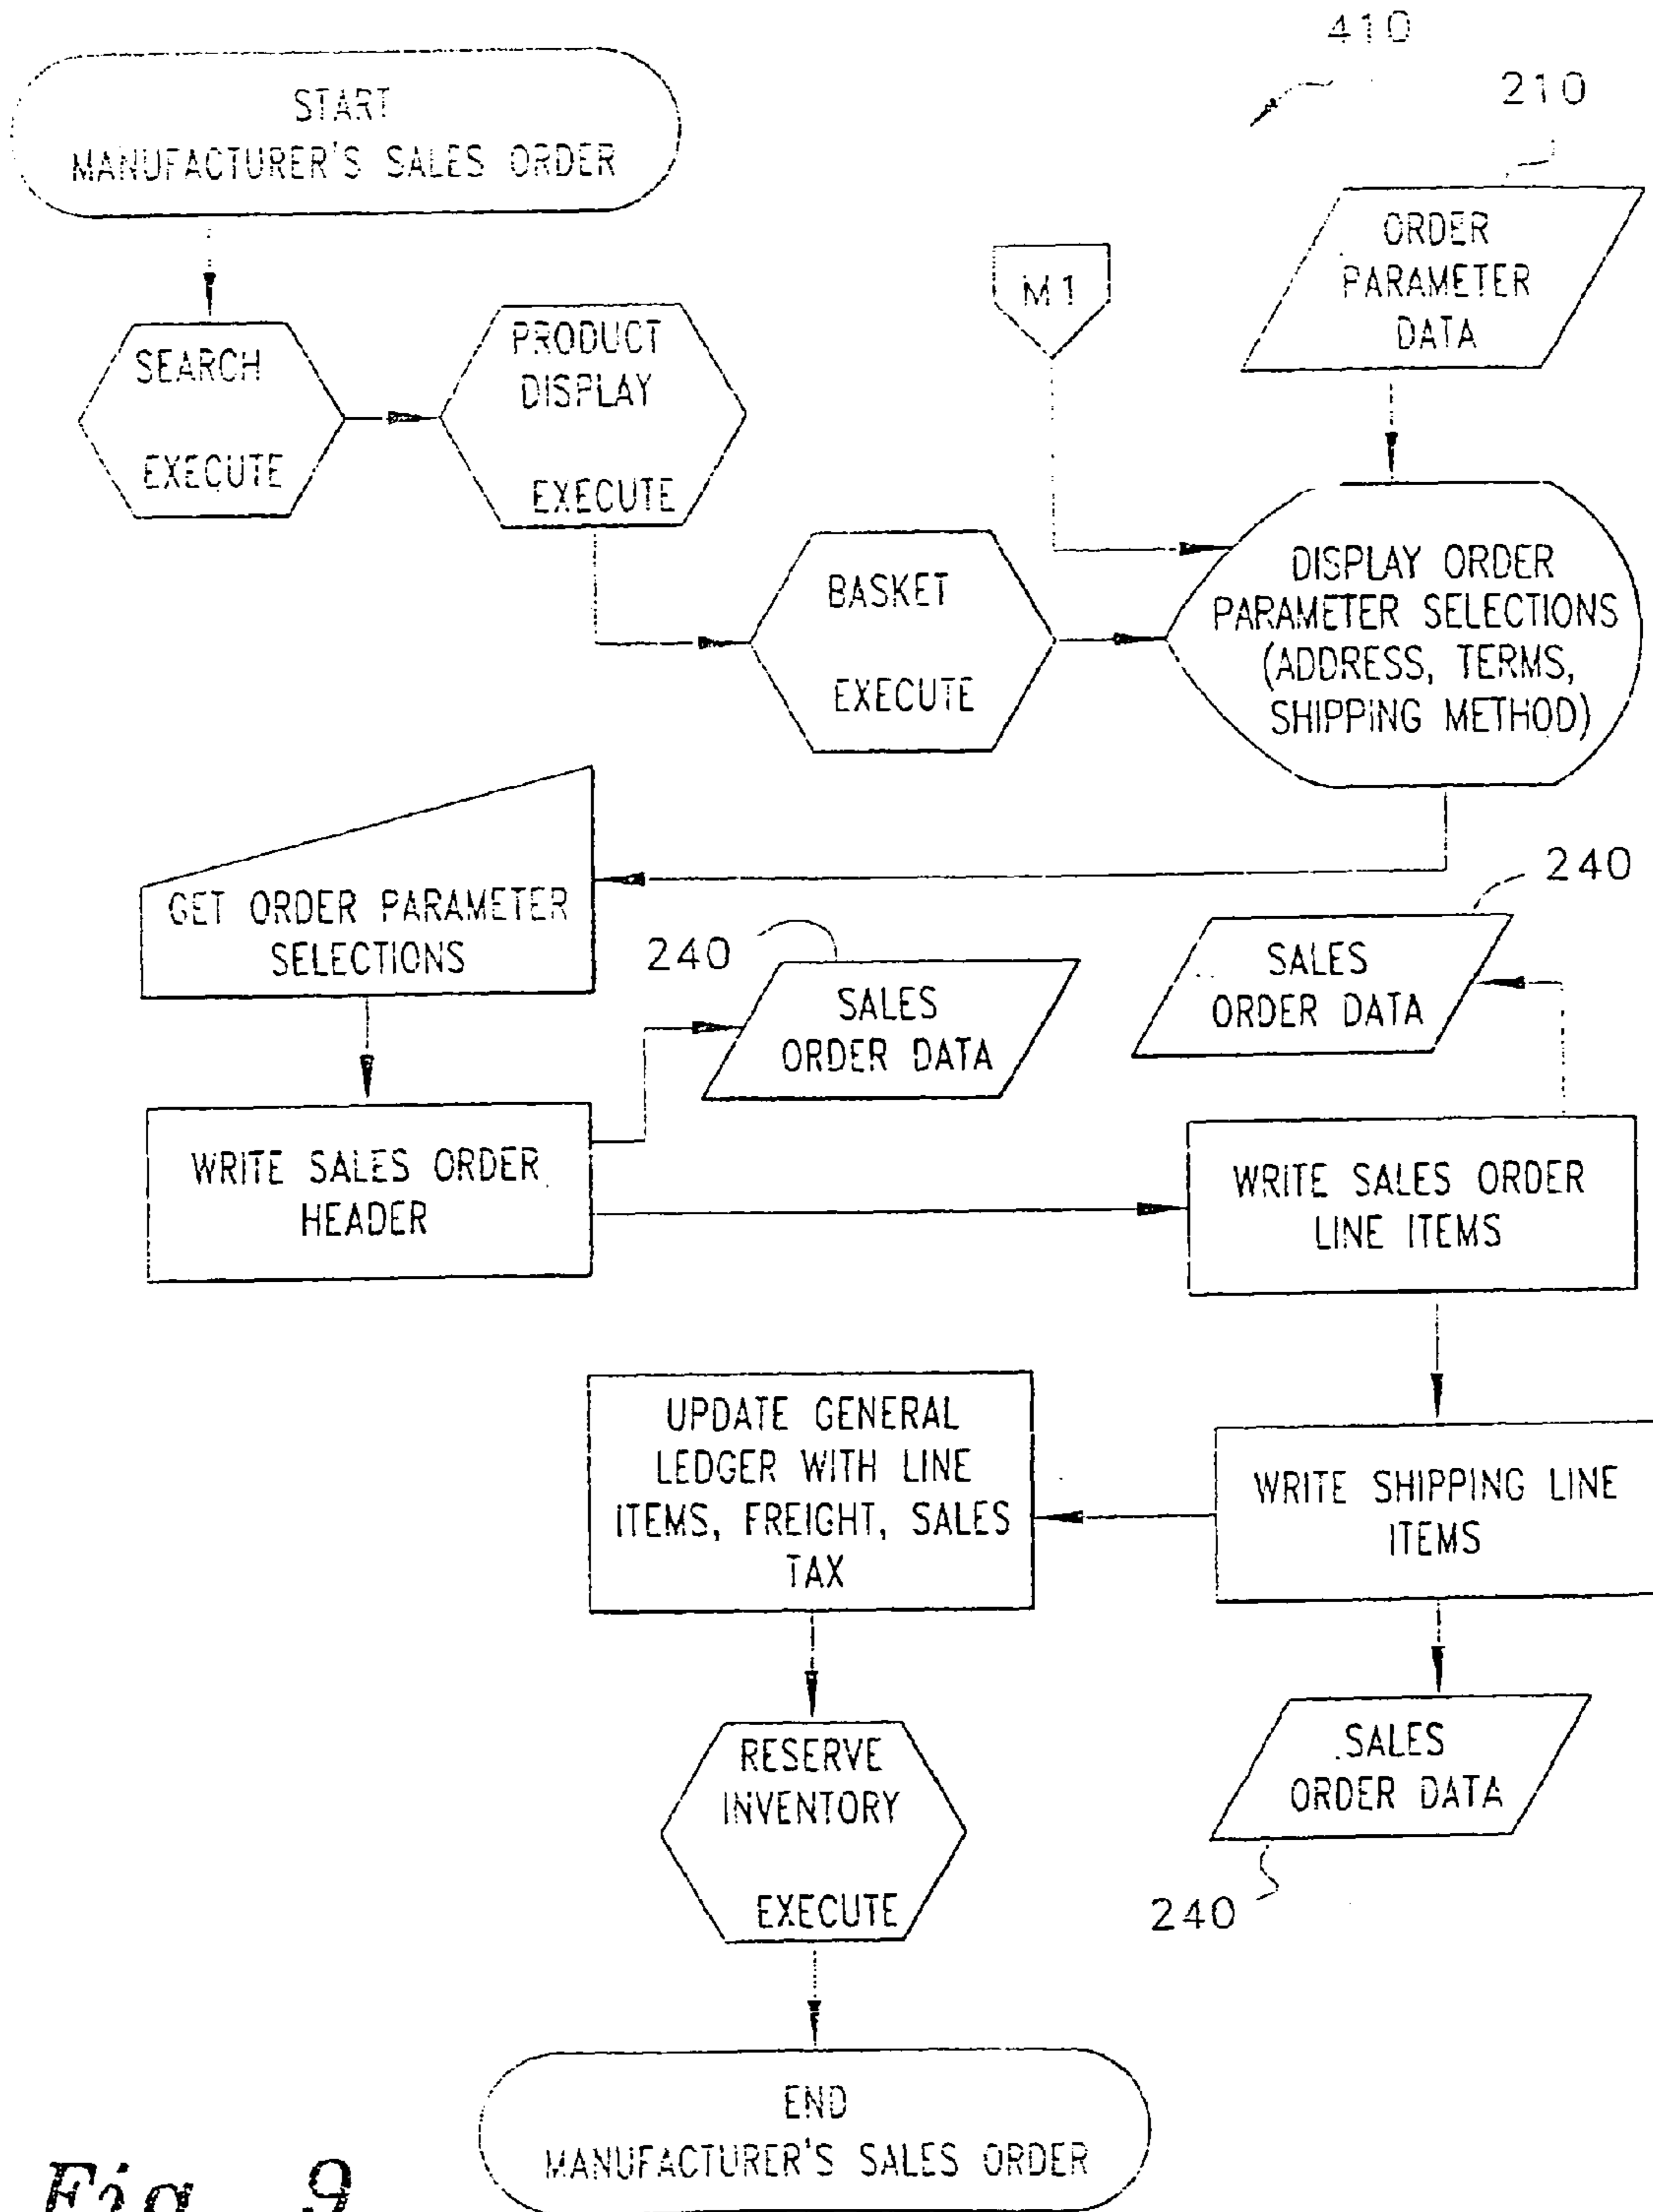 410
210
START
MANUFACTURER'S SALES ORDER
ORDER
PARAMETER
DATA
M1
SEARCH
EXECUTE
PRODUCT
DISPLAY
EXECUTE
BASKET
EXECUTE
DISPLAY ORDER
PARAMETER SELECTIONS
(ADDRESS, TERMS,
SHIPPING METHOD)
GET ORDER PARAMETER
SELECTIONS
240
SALES
ORDER DATA
240
SALES
ORDER DATA
WRITE SALES ORDER
HEADER
WRITE SALES ORDER
LINE ITEMS
UPDATE GENERAL
LEDGER WITH LINE
ITEMS, FREIGHT, SALES
TAX
WRITE SHIPPING LINE
ITEMS
RESERVE
INVENTORY
EXECUTE
SALES
ORDER DATA
240
END
MANUFACTURER'S SALES ORDER
Fig. 9